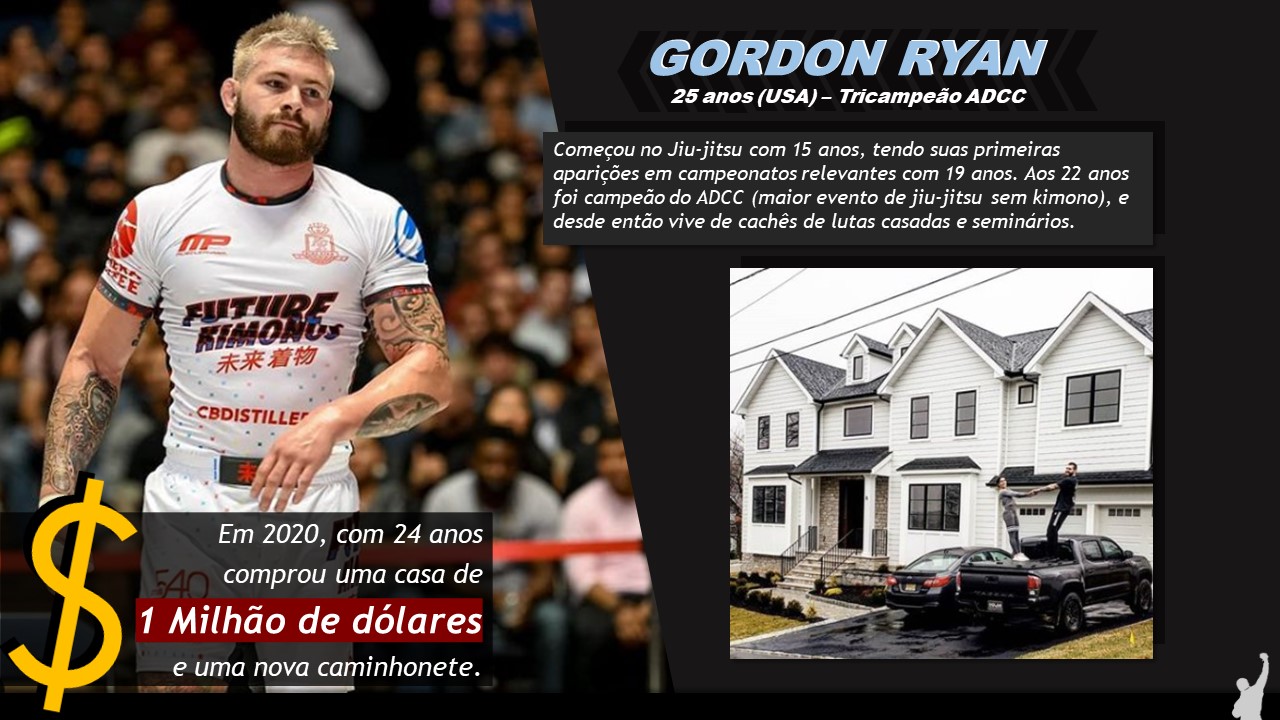 GORDON RYAN
25 anos (USA) – Tricampeão ADCC
Começou no Jiu-jitsu com 15 anos, tendo suas primeiras
aparições em campeonatos relevantes com 19 anos. Aos 22 anos
foi campeão do ADCC (maior evento de jiu-jitsu sem kimono), e
desde então vive de cachês de lutas casadas e seminários.
MP
FUTURE
KIMONOS
未来着物
CBDISTILLER
540
$
Em 2020, com 24 anos
comprou uma casa de
1 Milhão de dólares
e uma nova caminhonete.